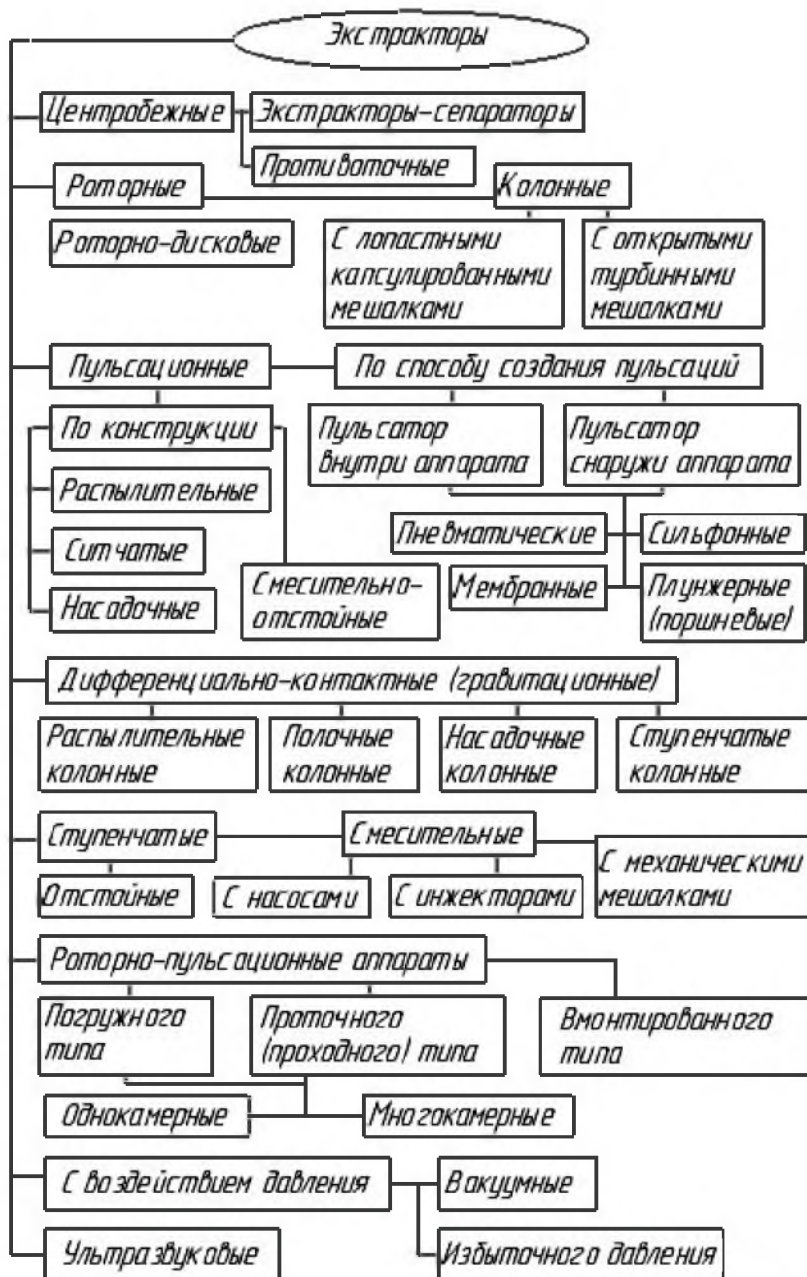 Экстракторы
Центробежные
Экстракторы-сепараторы
Противоточные
Роторные
Колонные
Роторно-дисковые
С лопастными
капсулированными
мешалками
С открытыми
турбинными
мешалками
Пульсационные
По способу создания пульсаций
По конструкции
Пульсатор
внутри аппарата
Пульсатор
снаружи аппарата
Распылительные
Ситчатые
Насадочные
Смесительно-
отстойные
Пневматические
Сильфонные
Мембранные
Плунжерные
(поршневые)
Дифференциально-контактные (гравитационные)
Распылительные
колонные
Полочные
колонные
Насадочные
колонные
Ступенчатые
колонные
Ступенчатые
Смесительные
С механическими
мешалками
Отстойные
С насосами
С инжекторами
Роторно-пульсационные аппараты
Погружного
типа
Проточного
(проходного) типа
Вмонтированного
типа
Однокамерные
Многокамерные
С воздействием давления
Вакуумные
Ультразвуковые
Избыточного давления